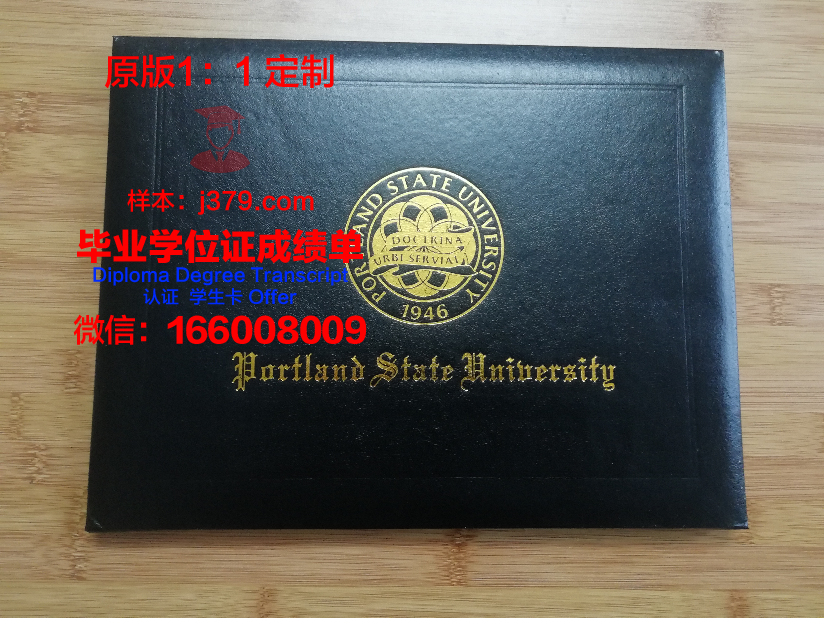 原版1：1 定制
样本：j379.com
毕业学位证成绩单
Diploma Degree Transcript
认证 学生卡 Offer
微信：166008009
PORTLAND STATE UNIVERSITY
DOCTRINA
URBI SERVIAT
1946
Portland State University